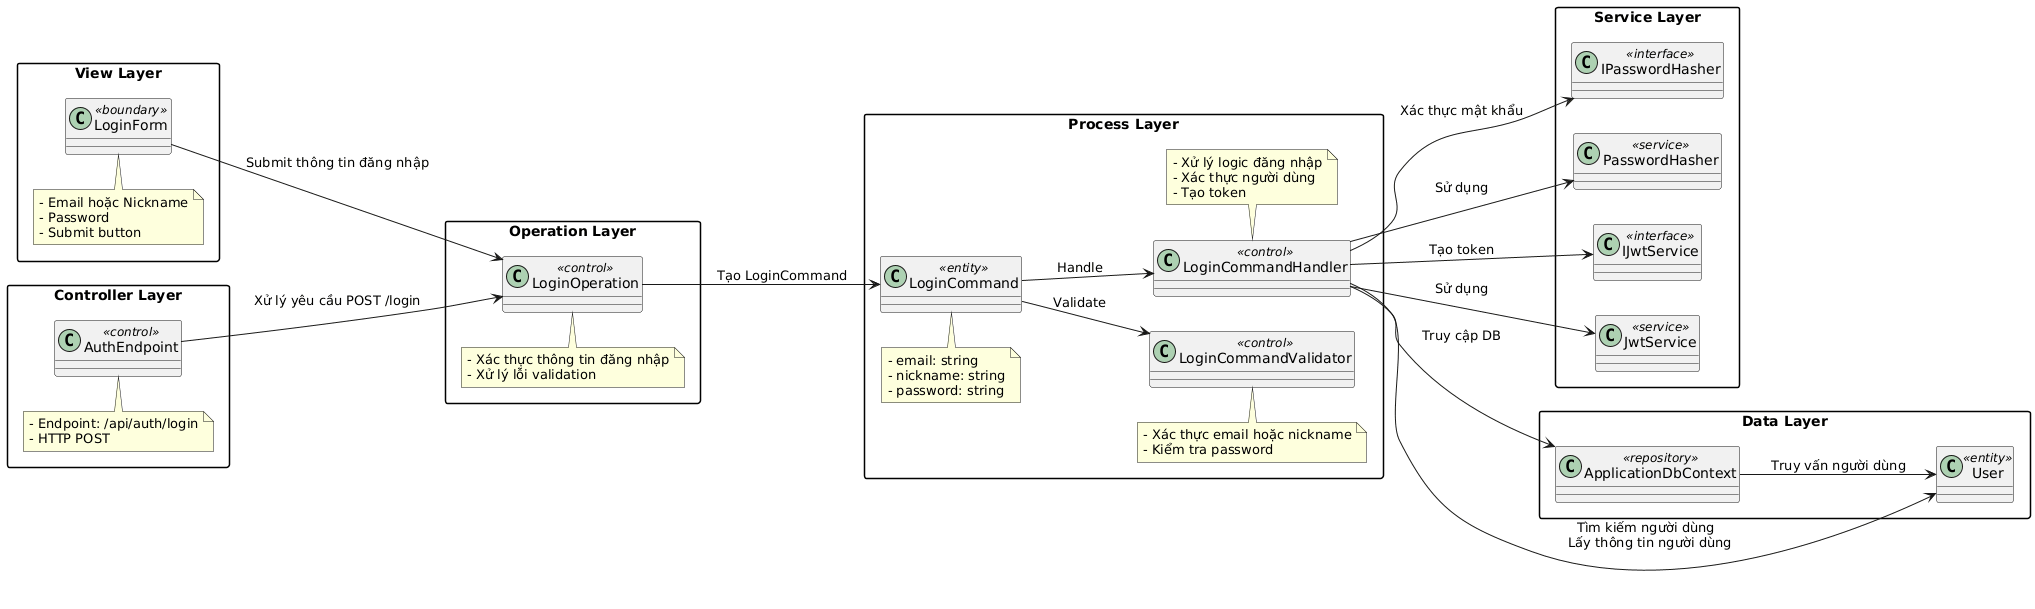 View Layer
C
«boundary»
LoginForm
- Email hoặc Nickname
- Password
- Submit button
Controller Layer
C
«control»
AuthEndpoint
- Endpoint: /api/auth/login
- HTTP POST
Submit thông tin đăng nhập
Xử lý yêu cầu POST /login
Operation Layer
C
«control»
LoginOperation
- Xác thực thông tin đăng nhập
- Xử lý lỗi validation
Tạo LoginCommand
Process Layer
- Xử lý logic đăng nhập
- Xác thực người dùng
- Tạo token
C
«entity»
LoginCommand
- email: string
- nickname: string
- password: string
Handle
Validate
C
«control»
LoginCommandHandler
C
«control»
LoginCommandValidator
- Xác thực email hoặc nickname
- Kiểm tra password
Xác thực mật khẩu
Sử dụng
Tạo token
Sử dụng
Truy cập DB
Service Layer
C
«interface»
IPasswordHasher
C
«service»
PasswordHasher
C
«interface»
IJwtService
C
«service»
JwtService
Data Layer
C
«repository»
ApplicationDbContext
Truy vấn người dùng
C
«entity»
User
Tìm kiếm người dùng
Lấy thông tin người dùng